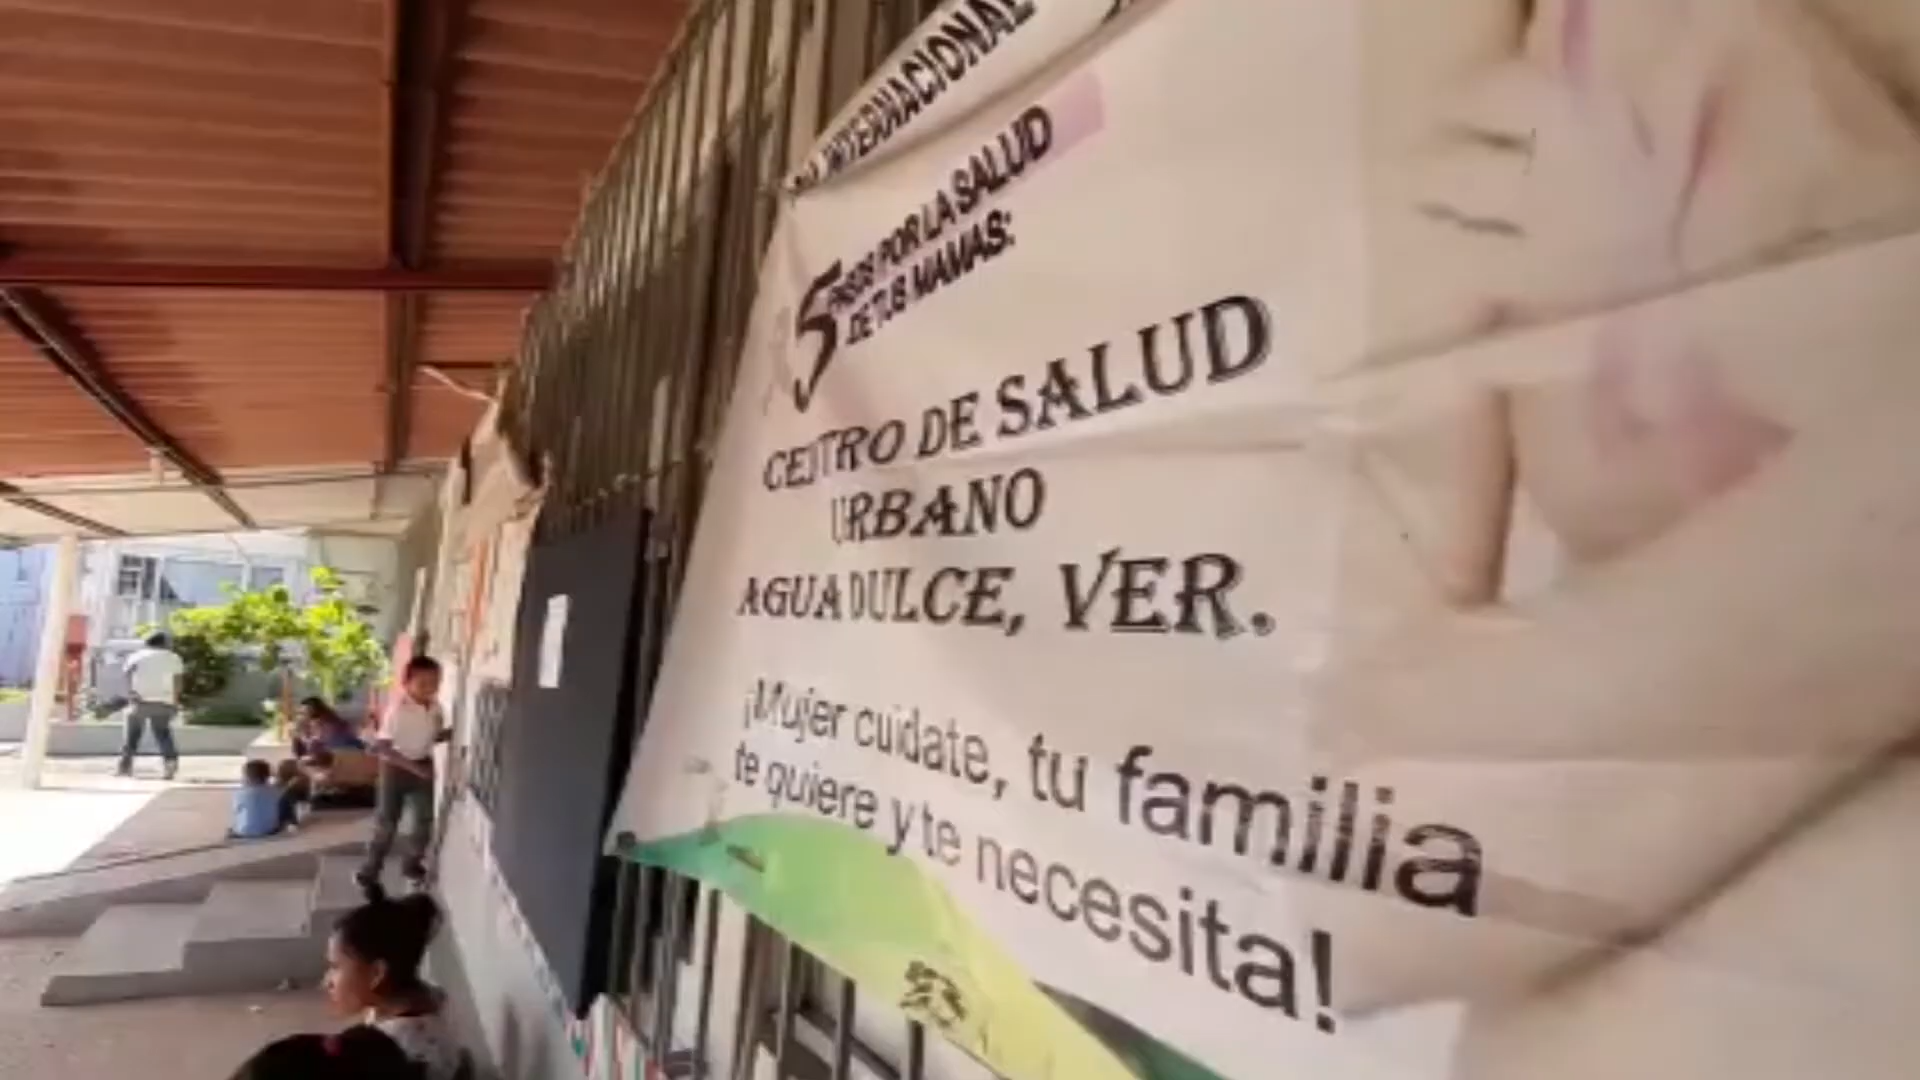 INTERNACIONAL
5 PASOS POR LA SALUD
DE TUS MAMAS:
CENTRO DE SALUD
URBANO
AGUA DULCE, VER.
¡Mujer cuidate, tu familia
te quiere y te necesita!